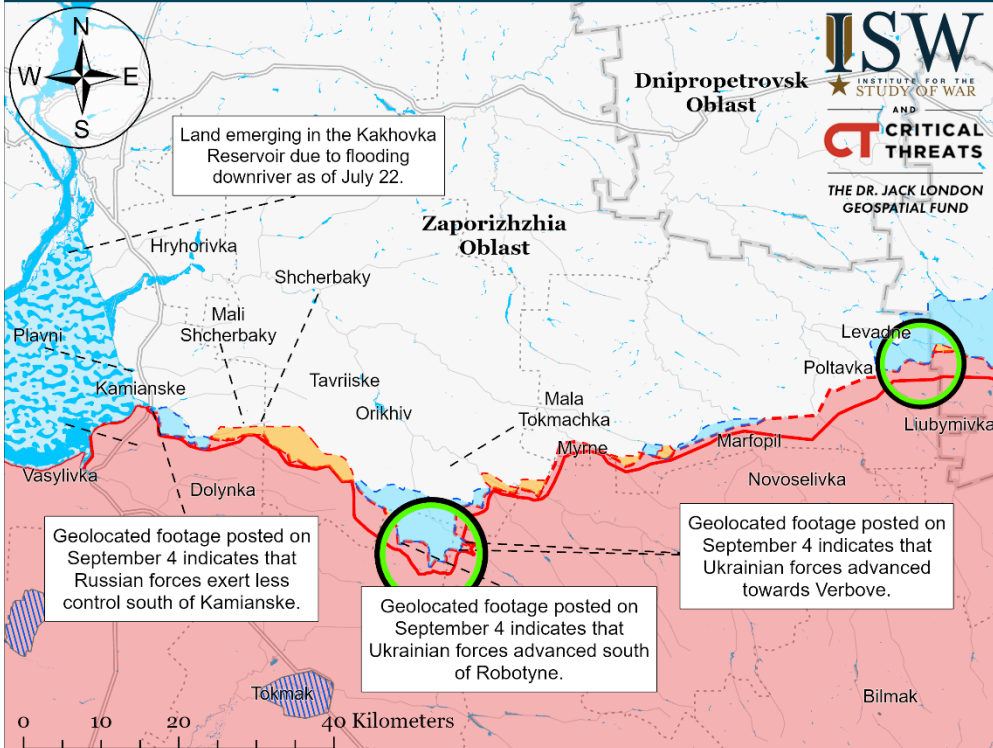 N
W E
S
ISW
INSTITUTE FOR THE
STUDY OF WAR
AND
CT CRITICAL
THREATS
THE DR. JACK LONDON
GEOSPATIAL FUND
Dnipropetrovsk
Oblast
Land emerging in the Kakhovka
Reservoir due to flooding
downriver as of July 22.
Zaporizhzhia
Oblast
Hryhorivka
Shcherbaky
Mali
Shcherbaky
Plavni
Levadne
Poltavka
Kamianske
Tavriiske
Orikhiv
Mala
Tokmachka
Liubymivka
Myrne
Marfopil
Vasylivka
Dolynka
Novoselivka
Geolocated footage posted on
September 4 indicates that
Russian forces exert less
control south of Kamianske.
Geolocated footage posted on
September 4 indicates that
Ukrainian forces advanced south
of Robotyne.
Geolocated footage posted on
September 4 indicates that
Ukrainian forces advanced
towards Verbove.
Tokmak
Bilmak
0 10 20 40 Kilometers